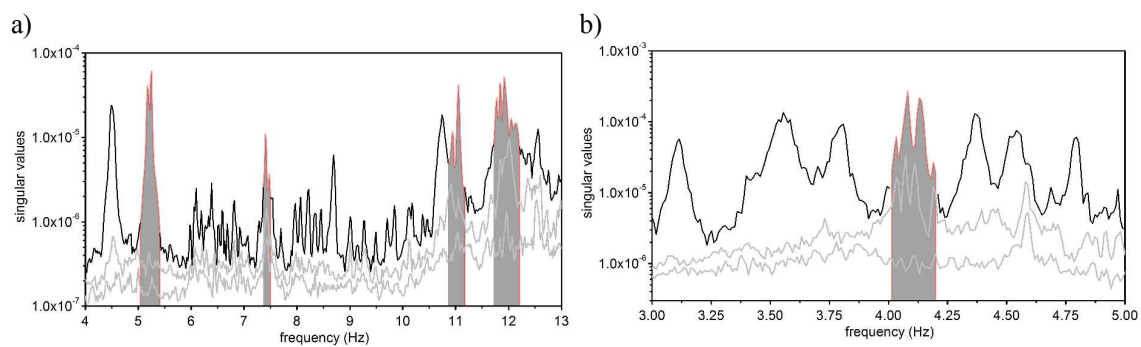 a)
1.0x10-4
1.0x10-5
1.0x10-6
1.0x10-7
singular values
4 5 6 7 8 9 10 11 12 13
frequency (Hz)
b)
1.0x10-3
1.0x10-4
1.0x10-5
1.0x10-6
singular values
3.00 3.25 3.50 3.75 4.00 4.25 4.50 4.75 5.00
frequency (Hz)